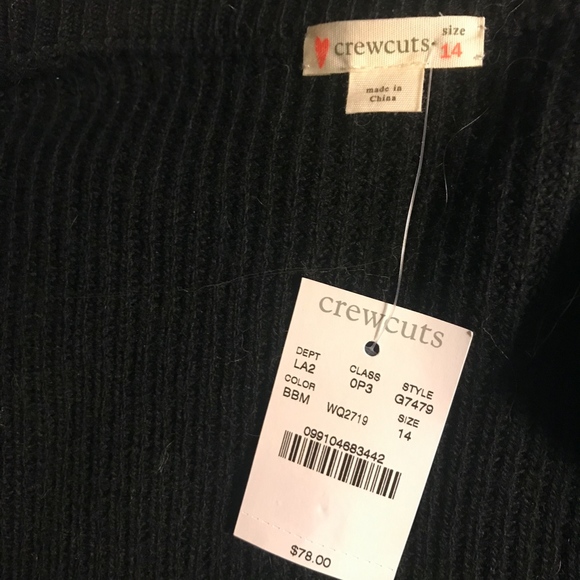 crewcuts
size
14
made in
China
crewcuts
DEPT CLASS STYLE
LA2 0P3 G7479
COLOR SIZE
BBM WQ2719 14
099104683442
$78.00